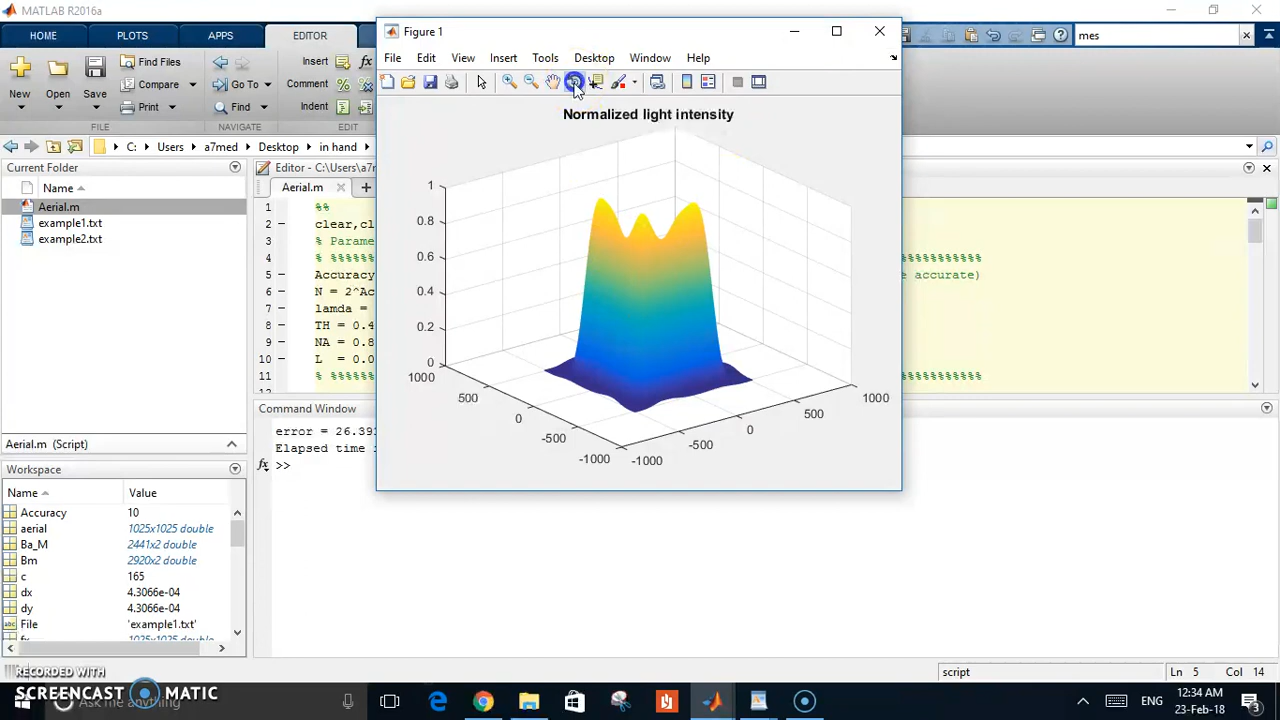 MATLAB R2016a
HOME PLOTS APPS EDITOR
mes
Find Files
Compare
New Open Save
Print
FILE
Insert
Comment
Indent
Go To
Find
NAVIGATE
EDIT
C: Users a7med Desktop in hand
Current Folder
Name
Aerial.m
example1.txt
example2.txt
Aerial.m (Script)
Workspace
Name Value
Accuracy 10
aerial 1025x1025 double
Ba_M 2441x2 double
Bm 2920x2 double
c 165
dx 4.3066e-04
dy 4.3066e-04
File 'example1.txt'
1025x1025 double
Editor - C:\Users\a7
Aerial.m
1 %%
2 clear,cl
3 % Parame
4 % %%%%%%% %%%%%%%%%%%
5 Accuracy e accurate)
6 N = 2^Ac
7 lamda =
8 TH = 0.4
9 NA = 0.8
10 L = 0.0
11 % %%%%%%% %%%%%%%%%%%
12
Command Window
error = 26.39
Elapsed time
fx >>
Figure 1
File Edit View Insert Tools Desktop Window Help
Normalized light intensity
1
0.8
0.6
0.4
0.2
0
1000
500
0
-500
-1000
-1000
-500
0
500
1000
script
Ln 5 Col 14
RECORDED WITH
SCREENCAST MATIC
Ask me anything
ENG
12:34 AM
23-Feb-18
3